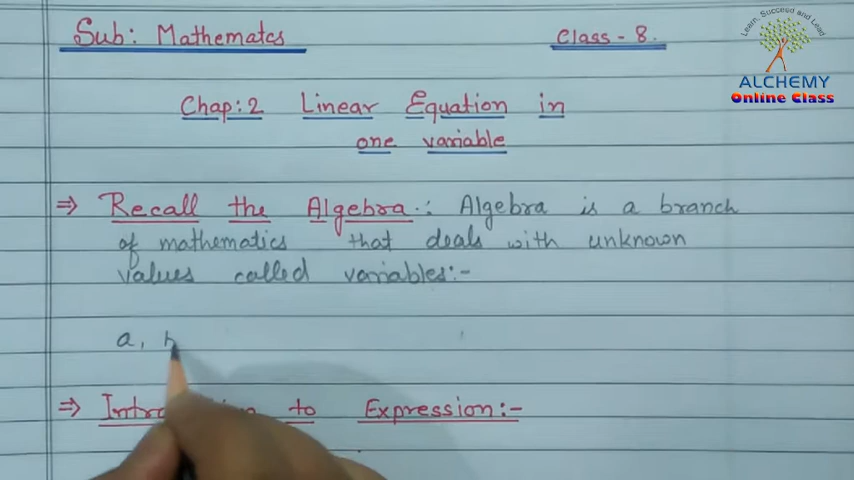 Sub: Mathematcs Class - 8.
Learn, Succeed and Lead
ALCHEMY
Online Class
Chap:2 Linear Equation in
one variable
⇒ Recall the Algebra.: Algebra is a branch
of mathematics that deals with unknown
values called variables:-
a,
⇒ to Expression:-